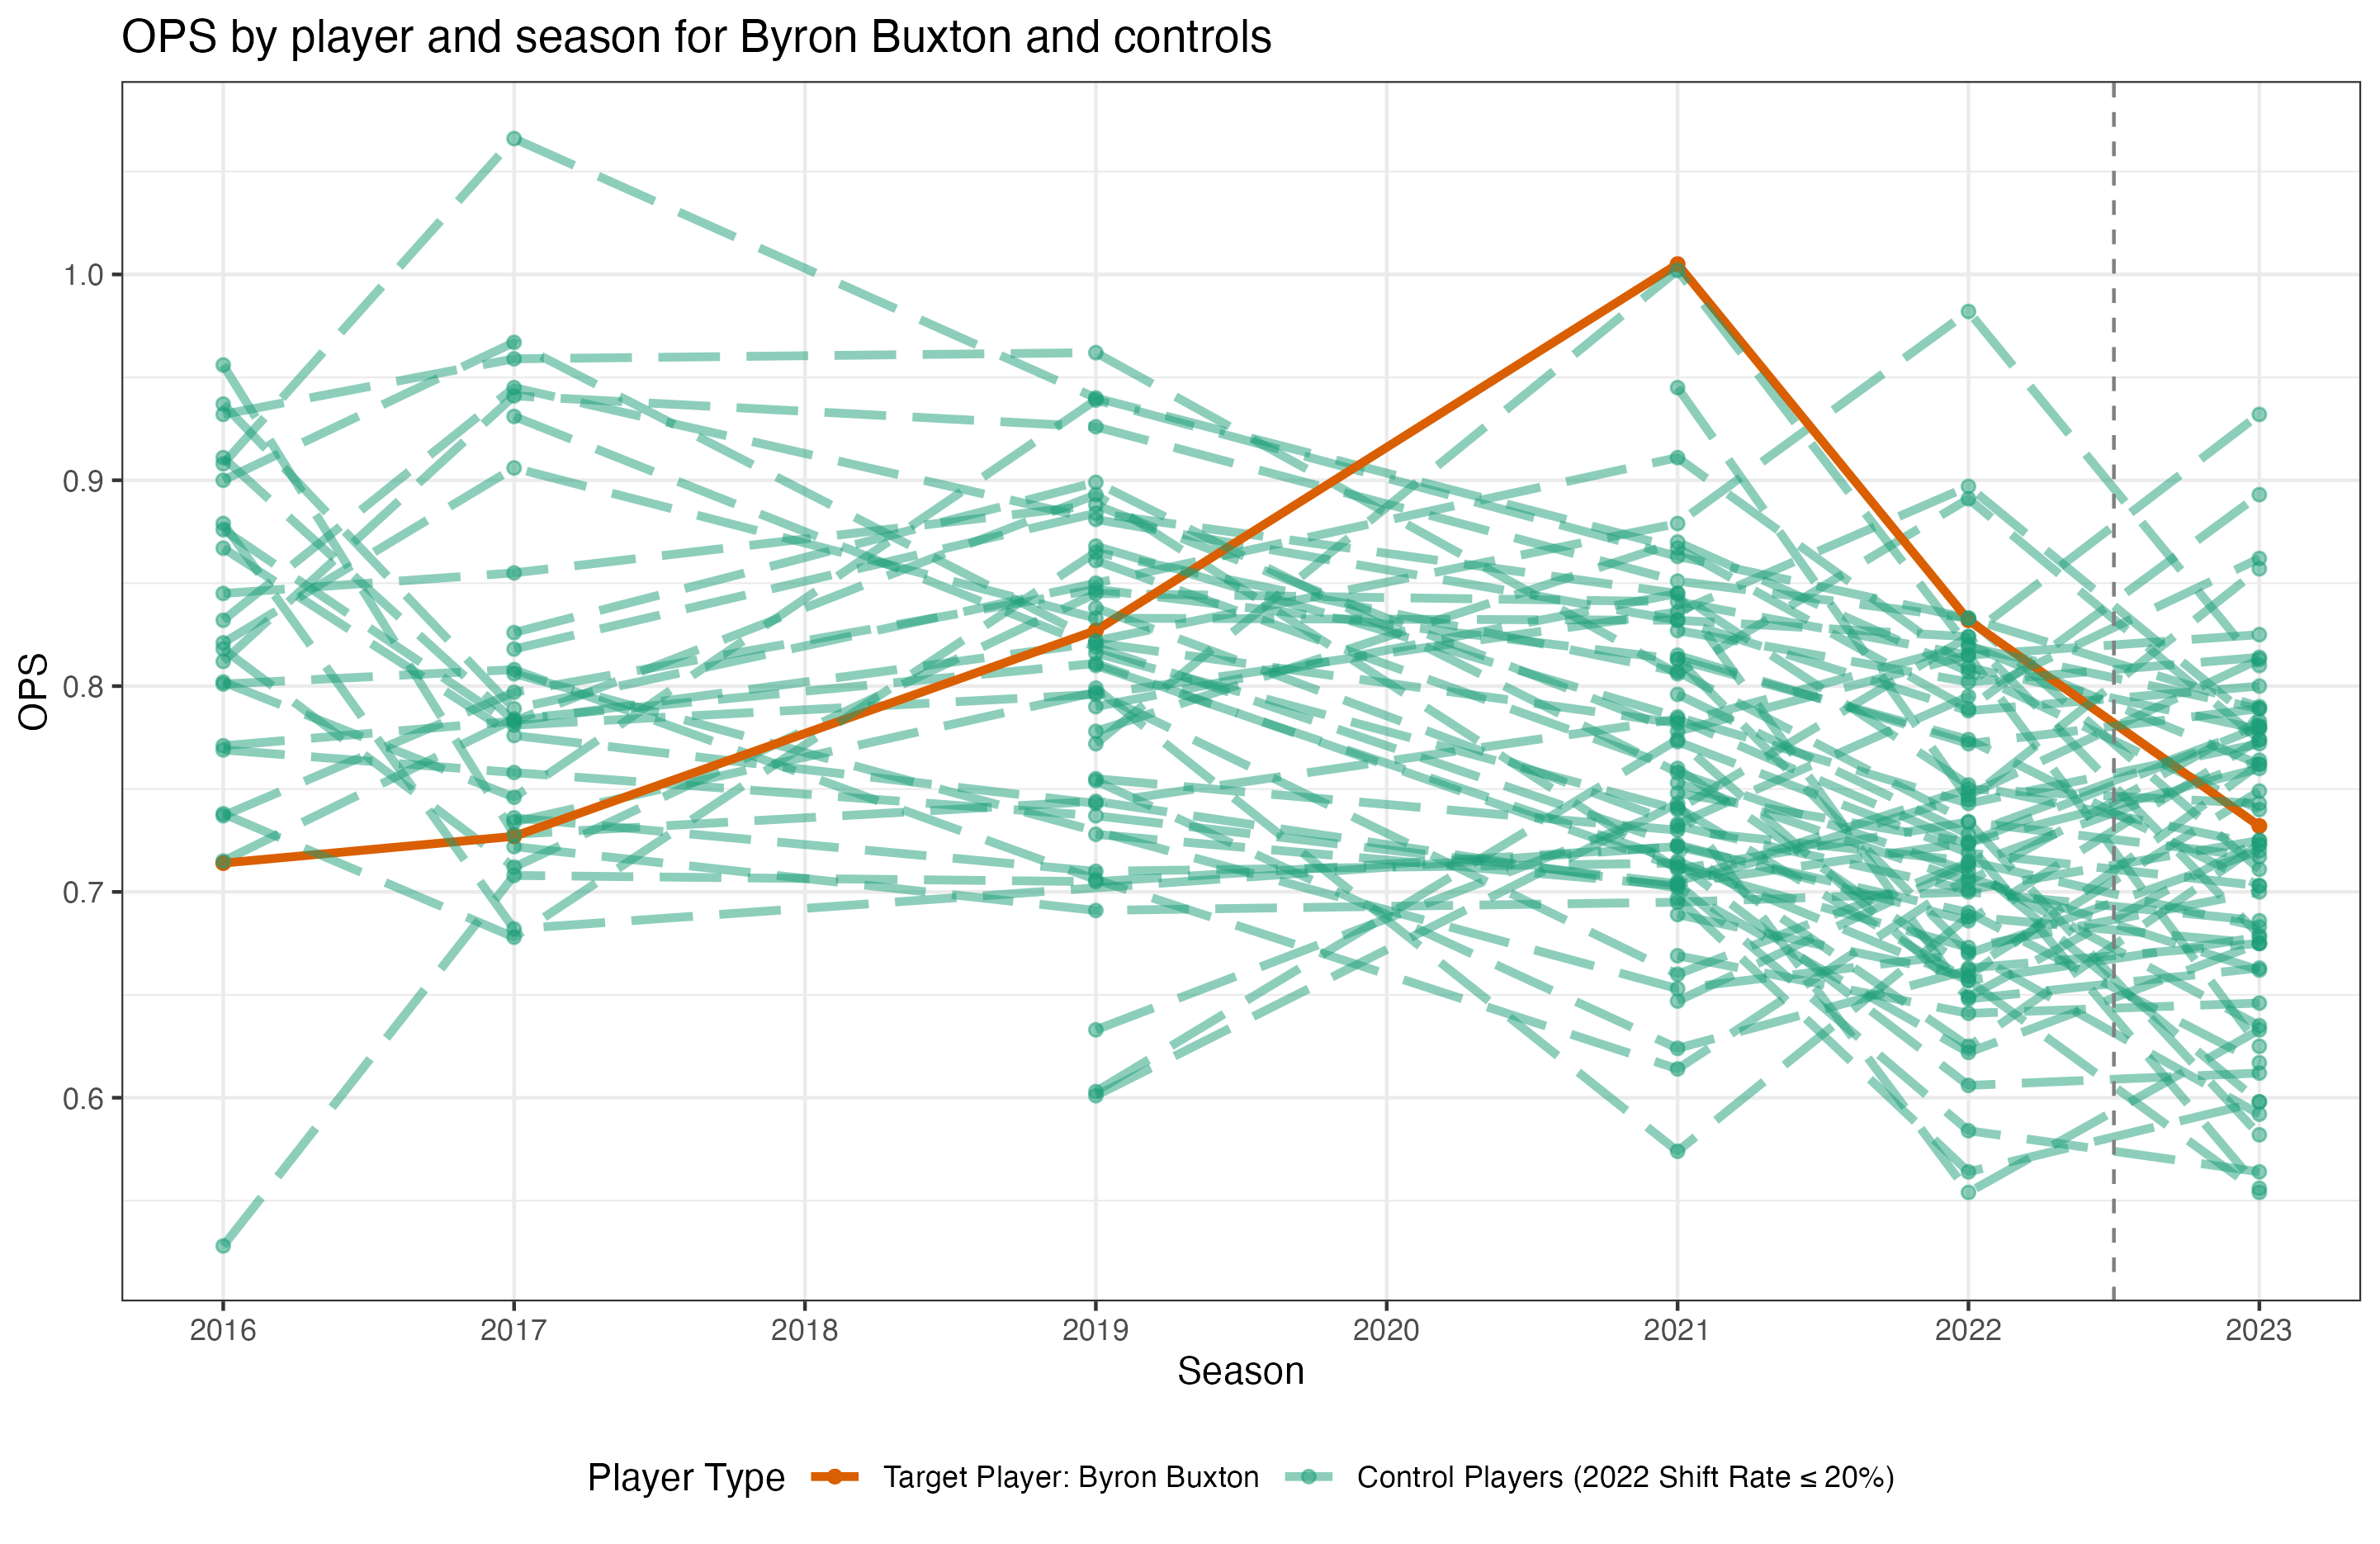 OPS by player and season for Byron Buxton and controls
OPS
1.0
0.9
0.8
0.7
0.6
2016 2017 2018 2019 2020 2021 2022 2023
Season
Player Type Target Player: Byron Buxton Control Players (2022 Shift Rate ≤ 20%)